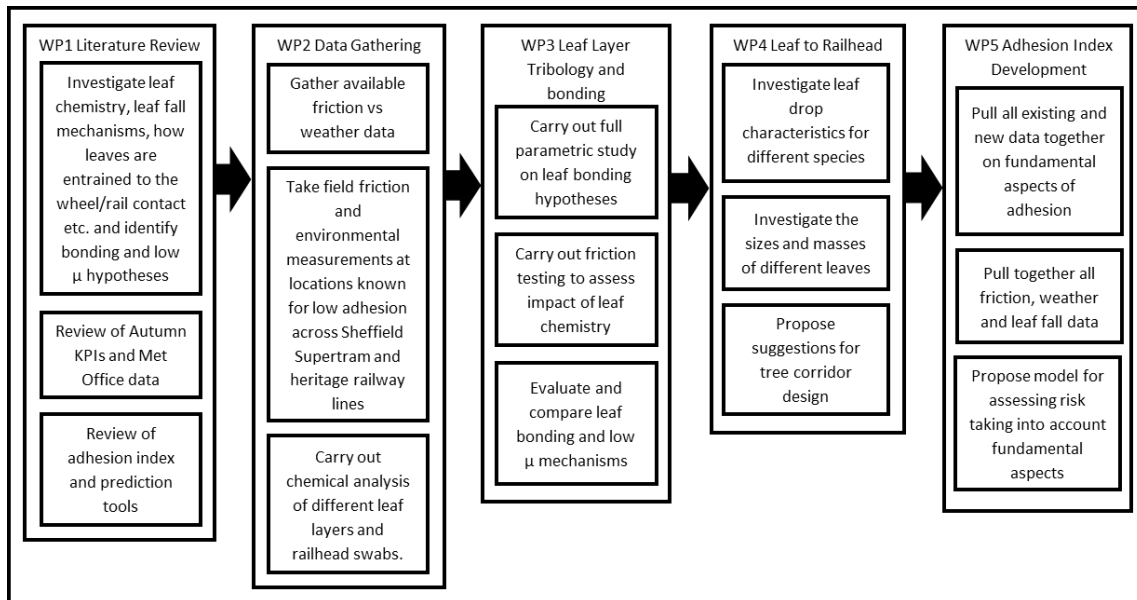 WP1 Literature Review
Investigate leaf
chemistry, leaf fall
mechanisms, how
leaves are
entrained to the
wheel/rail contact
etc. and identify
bonding and low
μ hypotheses
Review of Autumn
KPIs and Met
Office data
Review of
adhesion index
and prediction
tools
WP2 Data Gathering
Gather available
friction vs
weather data
Take field friction
and
environmental
measurements at
locations known
for low adhesion
across Sheffield
Supertram and
heritage railway
lines
Carry out
chemical analysis
of different leaf
layers and
railhead swabs.
WP3 Leaf Layer
Tribology and
bonding
Carry out full
parametric study
on leaf bonding
hypotheses
Carry out friction
testing to assess
impact of leaf
chemistry
Evaluate and
compare leaf
bonding and low
μ mechanisms
WP4 Leaf to Railhead
Investigate leaf
drop
characteristics for
different species
Investigate the
sizes and masses
of different leaves
Propose
suggestions for
tree corridor
design
WP5 Adhesion Index
Development
Pull all existing and
new data together
on fundamental
aspects of
adhesion
Pull together all
friction, weather
and leaf fall data
Propose model for
assessing risk
taking into account
fundamental
aspects